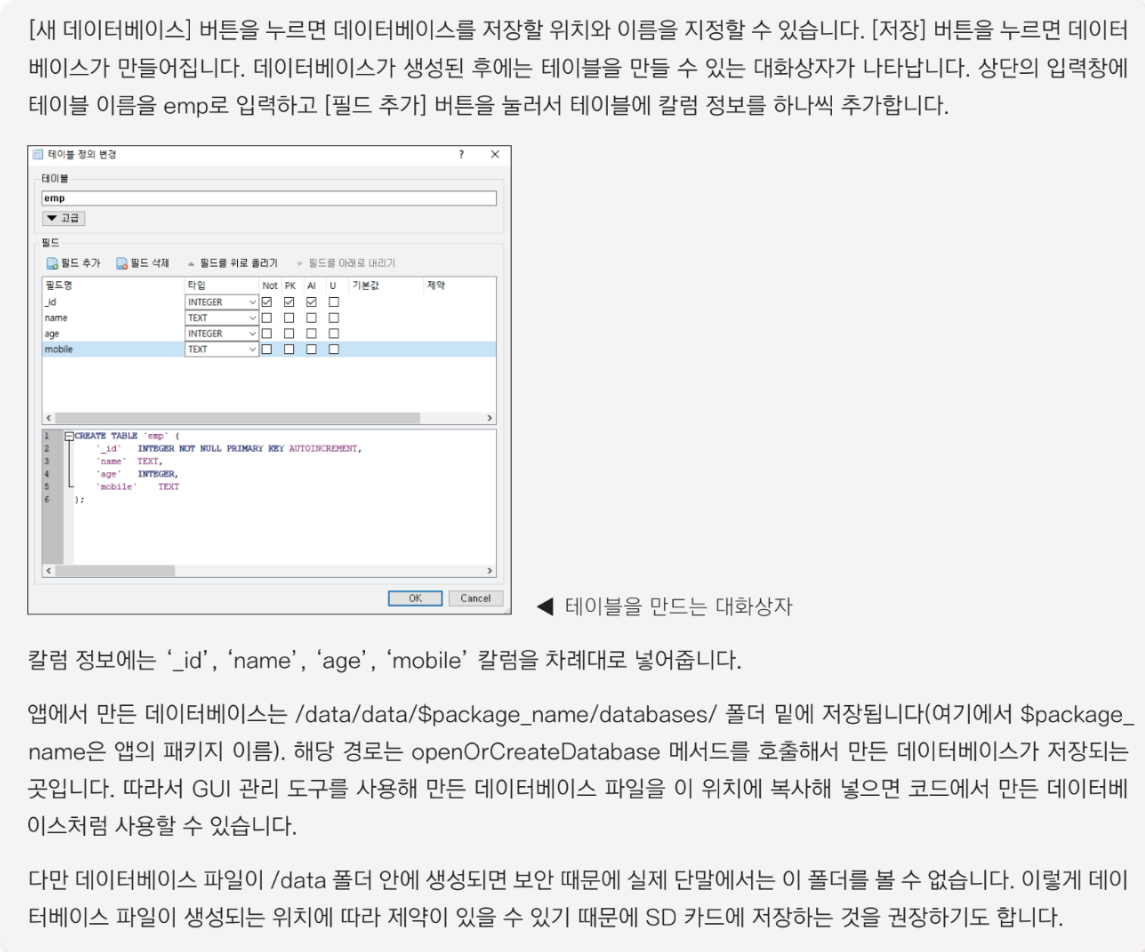 [새 데이터베이스] 버튼을 누르면 데이터베이스를 저장할 위치와 이름을 지정할 수 있습니다. [저장] 버튼을 누르면 데이터
베이스가 만들어집니다. 데이터베이스가 생성된 후에는 테이블을 만들 수 있는 대화상자가 나타납니다. 상단의 입력창에
테이블 이름을 emp로 입력하고 [필드 추가] 버튼을 눌러서 테이블에 칼럼 정보를 하나씩 추가합니다.
테이블 정의 변경 ? ×
테이블
emp
▼ 고급
필드
필드 추가 필드 삭제 필드를 위로 올리기 필드를 아래로 내리기
필드명 타입 Not PK AI U 기본값 제약
_id INTEGER
name TEXT
age INTEGER
mobile TEXT
1 CREATE TABLE `emp` (
2 `_id` INTEGER NOT NULL PRIMARY KEY AUTOINCREMENT,
3 `name` TEXT,
4 `age` INTEGER,
5 `mobile` TEXT
6 );
OK Cancel
◀ 테이블을 만드는 대화상자
칼럼 정보에는 ‘_id’, ‘name’, ‘age’, ‘mobile’ 칼럼을 차례대로 넣어줍니다.
앱에서 만든 데이터베이스는 /data/data/$package_name/databases/ 폴더 밑에 저장됩니다(여기에서 $package_
name은 앱의 패키지 이름). 해당 경로는 openOrCreateDatabase 메서드를 호출해서 만든 데이터베이스가 저장되는
곳입니다. 따라서 GUI 관리 도구를 사용해 만든 데이터베이스 파일을 이 위치에 복사해 넣으면 코드에서 만든 데이터베
이스처럼 사용할 수 있습니다.
다만 데이터베이스 파일이 /data 폴더 안에 생성되면 보안 때문에 실제 단말에서는 이 폴더를 볼 수 없습니다. 이렇게 데이
터베이스 파일이 생성되는 위치에 따라 제약이 있을 수 있기 때문에 SD 카드에 저장하는 것을 권장하기도 합니다.